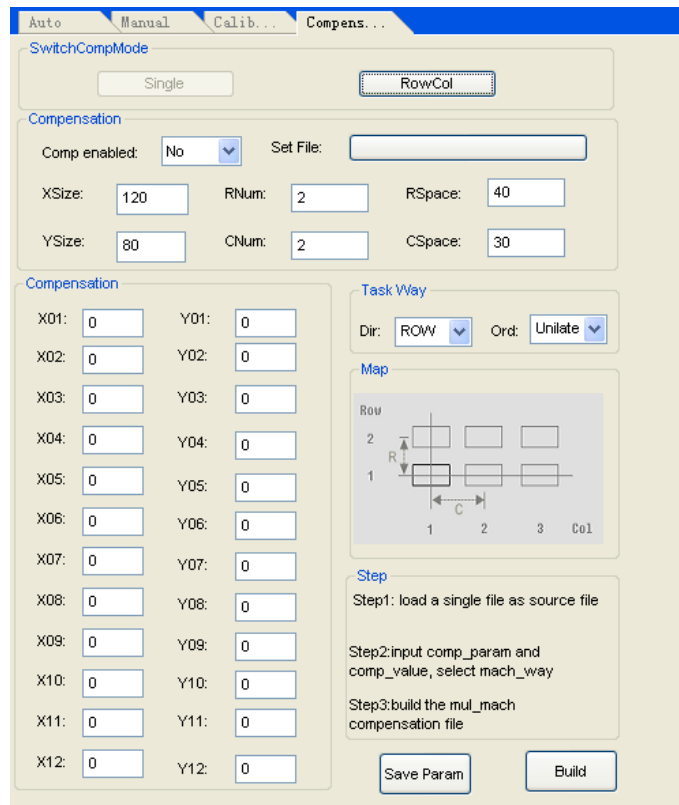 Auto Manual Calib... Compens...
SwitchCompMode
Single RowCol
Compensation
Comp enabled: No Set File:
XSize: 120 RNum: 2 RSpace: 40
YSize: 80 CNum: 2 CSpace: 30
Compensation
X01: 0 Y01: 0
X02: 0 Y02: 0
X03: 0 Y03: 0
X04: 0 Y04: 0
X05: 0 Y05: 0
X06: 0 Y06: 0
X07: 0 Y07: 0
X08: 0 Y08: 0
X09: 0 Y09: 0
X10: 0 Y10: 0
X11: 0 Y11: 0
X12: 0 Y12: 0
Task Way
Dir: ROW Ord: Unilate
Map
Row
2
R
1
C
1 2 3 Col
Step
Step1: load a single file as source file
Step2:input comp_param and
comp_value, select mach_way
Step3:build the mul_mach
compensation file
Save Param Build